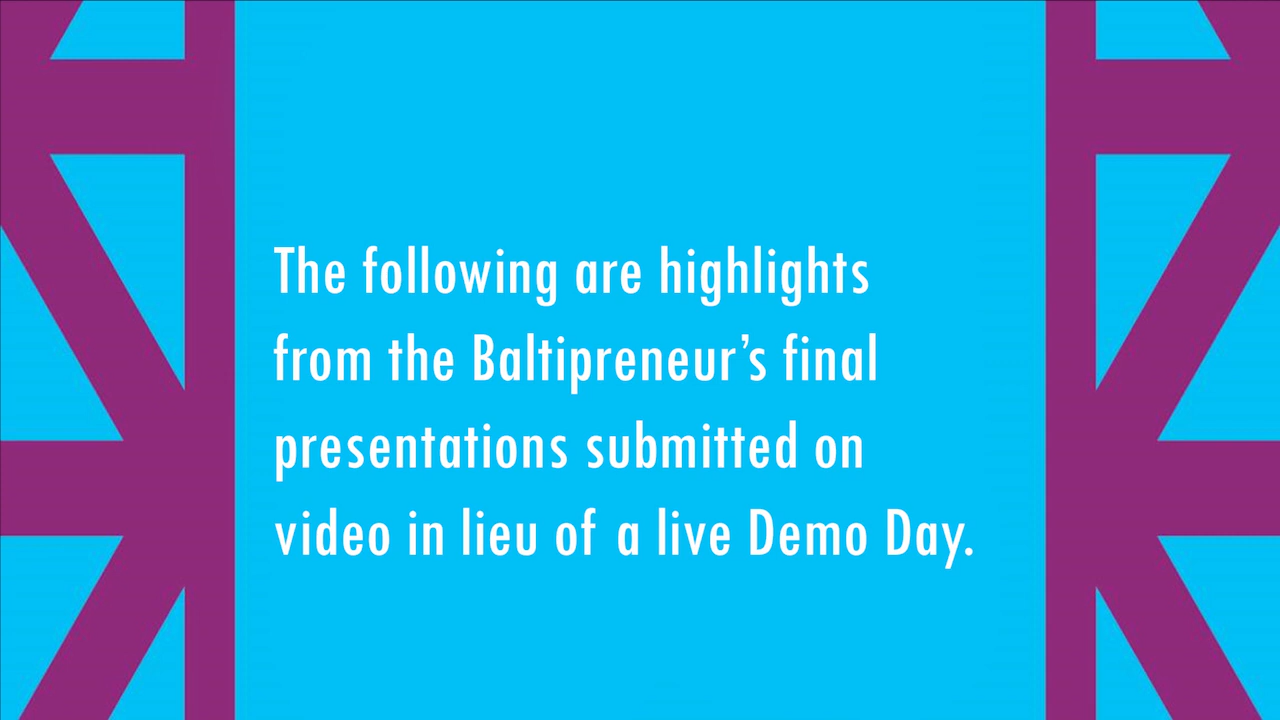 The following are highlights
from the Baltipreneur’s final
presentations submitted on
video in lieu of a live Demo Day.